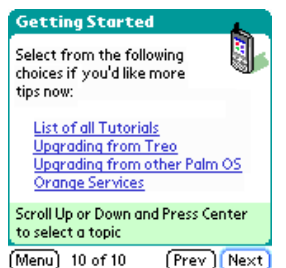 Getting Started
Select from the following
choices if you'd like more
tips now:
List of all Tutorials
Upgrading from Treo
Upgrading from other Palm OS
Orange Services
Scroll Up or Down and Press Center
to select a topic
Menu 10 of 10 Prev Next